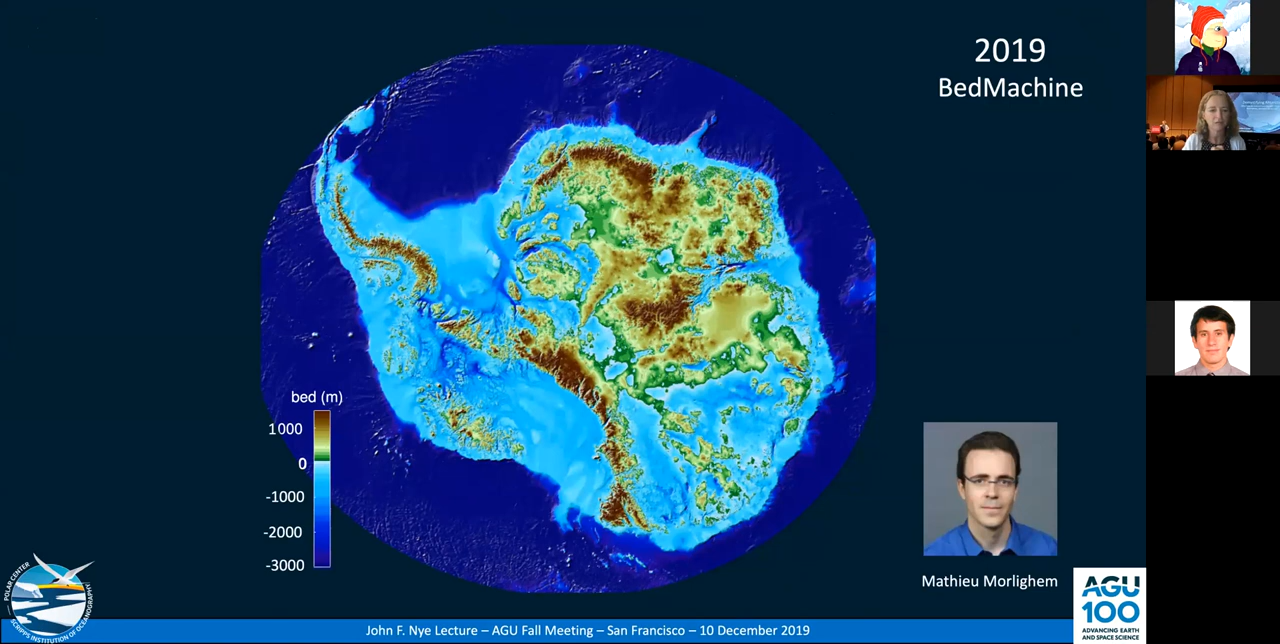 2019
BedMachine
bed (m)
1000
0
-1000
-2000
-3000
Mathieu Morlighem
POLAR CENTER
SCRIPPS INSTITUTION OF OCEANOGRAPHY
AGU
100
ADVANCING EARTH
AND SPACE SCIENCE
John F. Nye Lecture – AGU Fall Meeting – San Francisco – 10 December 2019